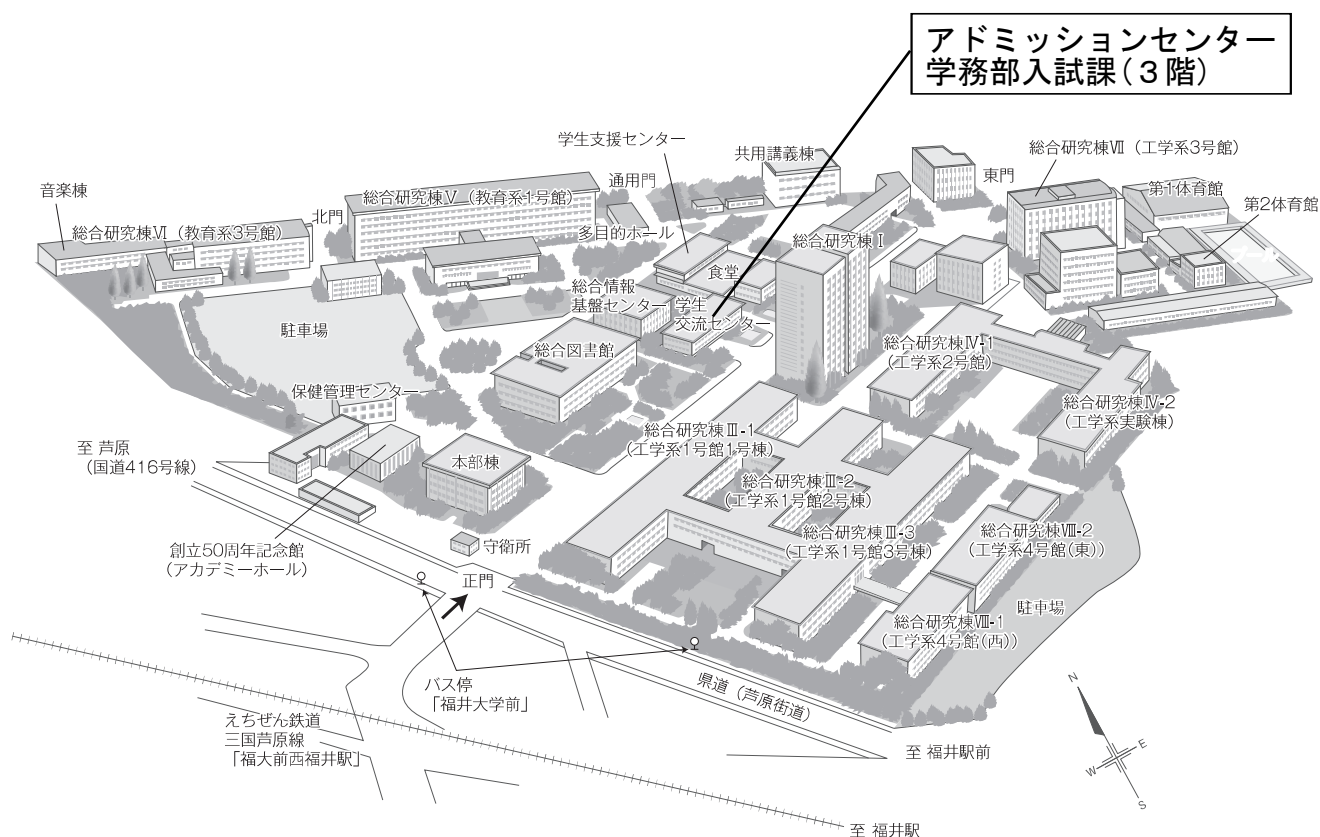 アドミッションセンター
学務部入試課(3階)
学生支援センター
共用講義棟
総合研究棟Ⅶ(工学系3号館)
東門
音楽棟
通用門
第1体育館
総合研究棟Ⅴ(教育系1号館)
第2体育館
北門
総合研究棟Ⅵ(教育系3号館)
多目的ホール
総合研究棟Ⅰ
プール
食堂
総合情報
基盤センター
学生
交流センター
駐車場
総合図書館
総合研究棟Ⅳ-1
(工学系2号館)
保健管理センター
総合研究棟Ⅳ-2
(工学系実験棟)
総合研究棟Ⅲ-1
(工学系1号館1号棟)
至 芦原
(国道416号線)
本部棟
総合研究棟Ⅲ-2
(工学系1号館2号棟)
総合研究棟Ⅲ-3
(工学系1号館3号棟)
総合研究棟Ⅷ-2
(工学系4号館(東))
創立50周年記念館
(アカデミーホール)
守衛所
正門
駐車場
総合研究棟Ⅷ-1
(工学系4号館(西))
バス停
「福井大学前」
県道(芦原街道)
えちぜん鉄道
三国芦原線
「福大前西福井駅」
至 福井駅前
N
E
W
S
至 福井駅